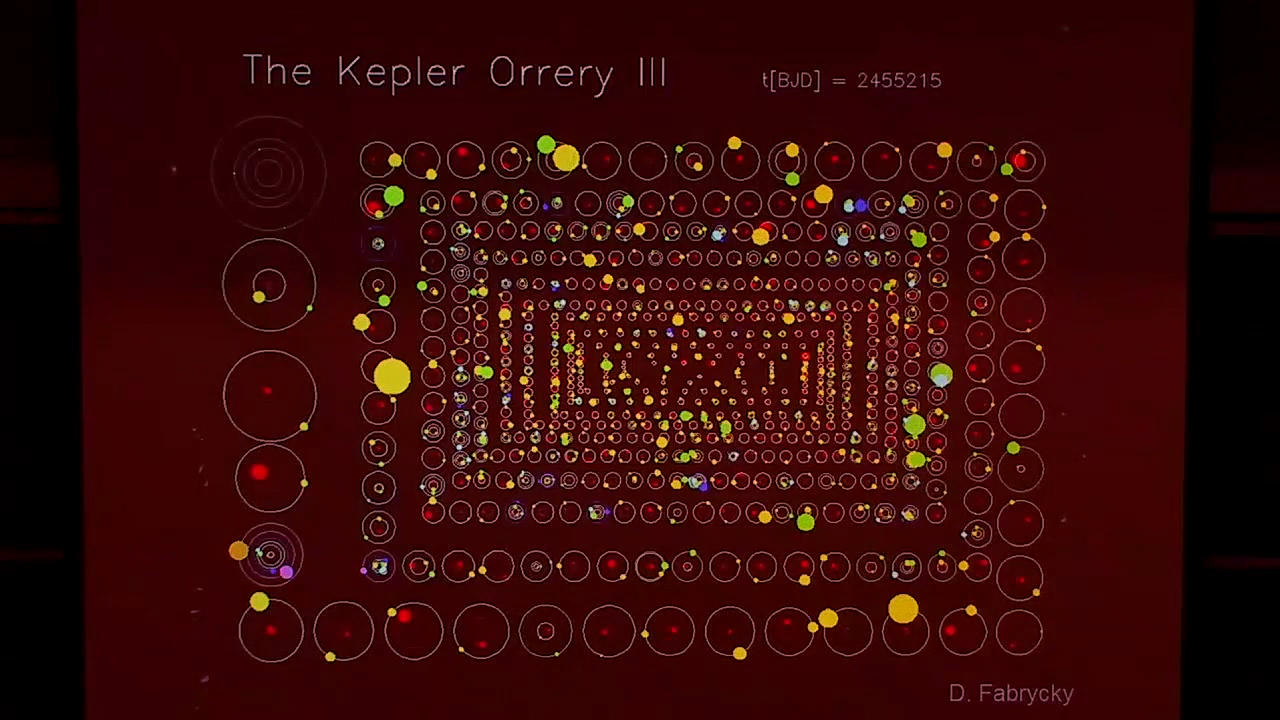 The Kepler Orrery III
t[BJD] = 2455215
D. Fabrycky